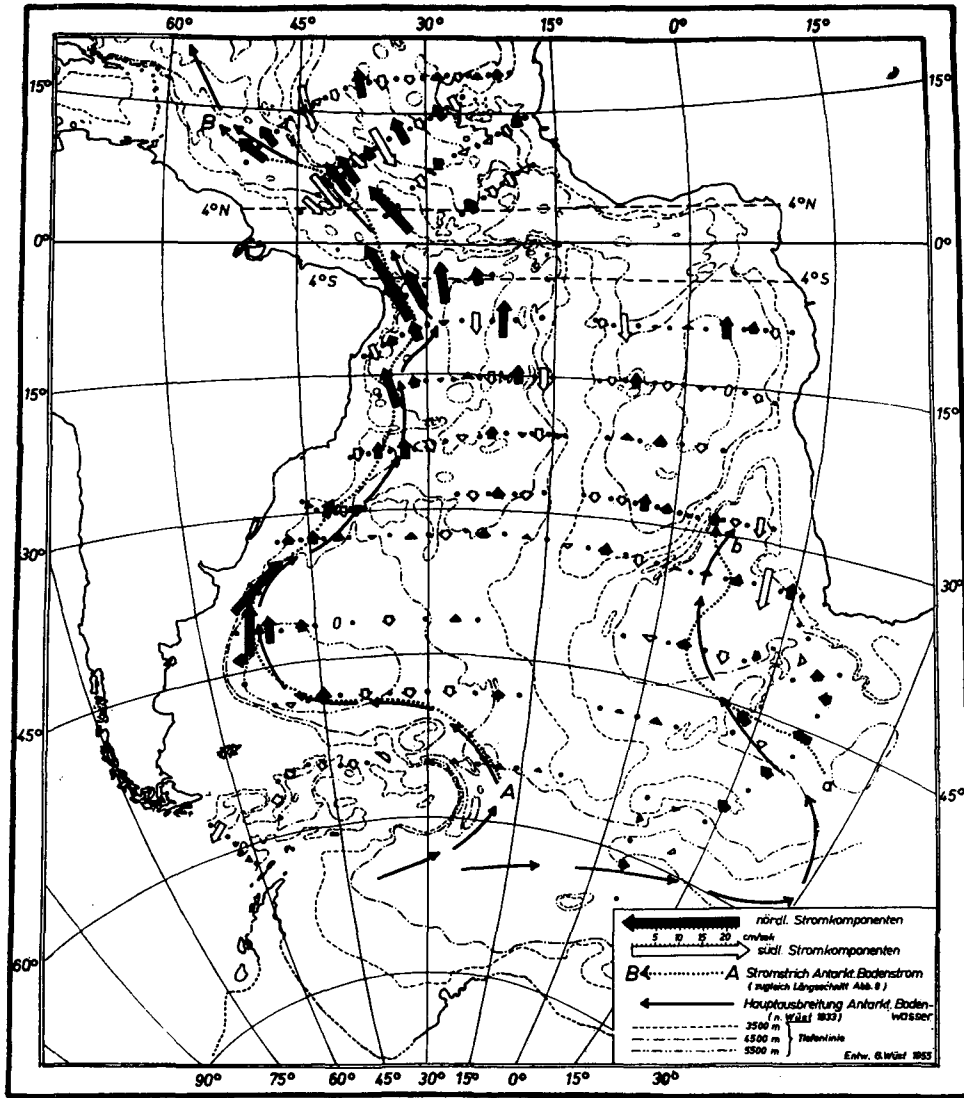 60° 45° 30° 15° 0° 15°
15° 15°
B
4°N 4°N
0° 0°
4°S 4°S
15° 15°
30° 30°
b
45° 45°
a
A
60°
nördl. Stromkomponenten
5 10 15 20 cm/sek
südl. Stromkomponenten
B A Stromstrich Antarkt. Bodenstrom
(zugleich Längsschnitt Abb. 8)
Hauptausbreitung Antarkt. Boden-
(n. Wüst 1933) wasser
3500 m
4500 m Tiefenlinie
5500 m
Entw. G. Wüst 1955
90° 60° 45° 30° 15° 0° 15° 30°